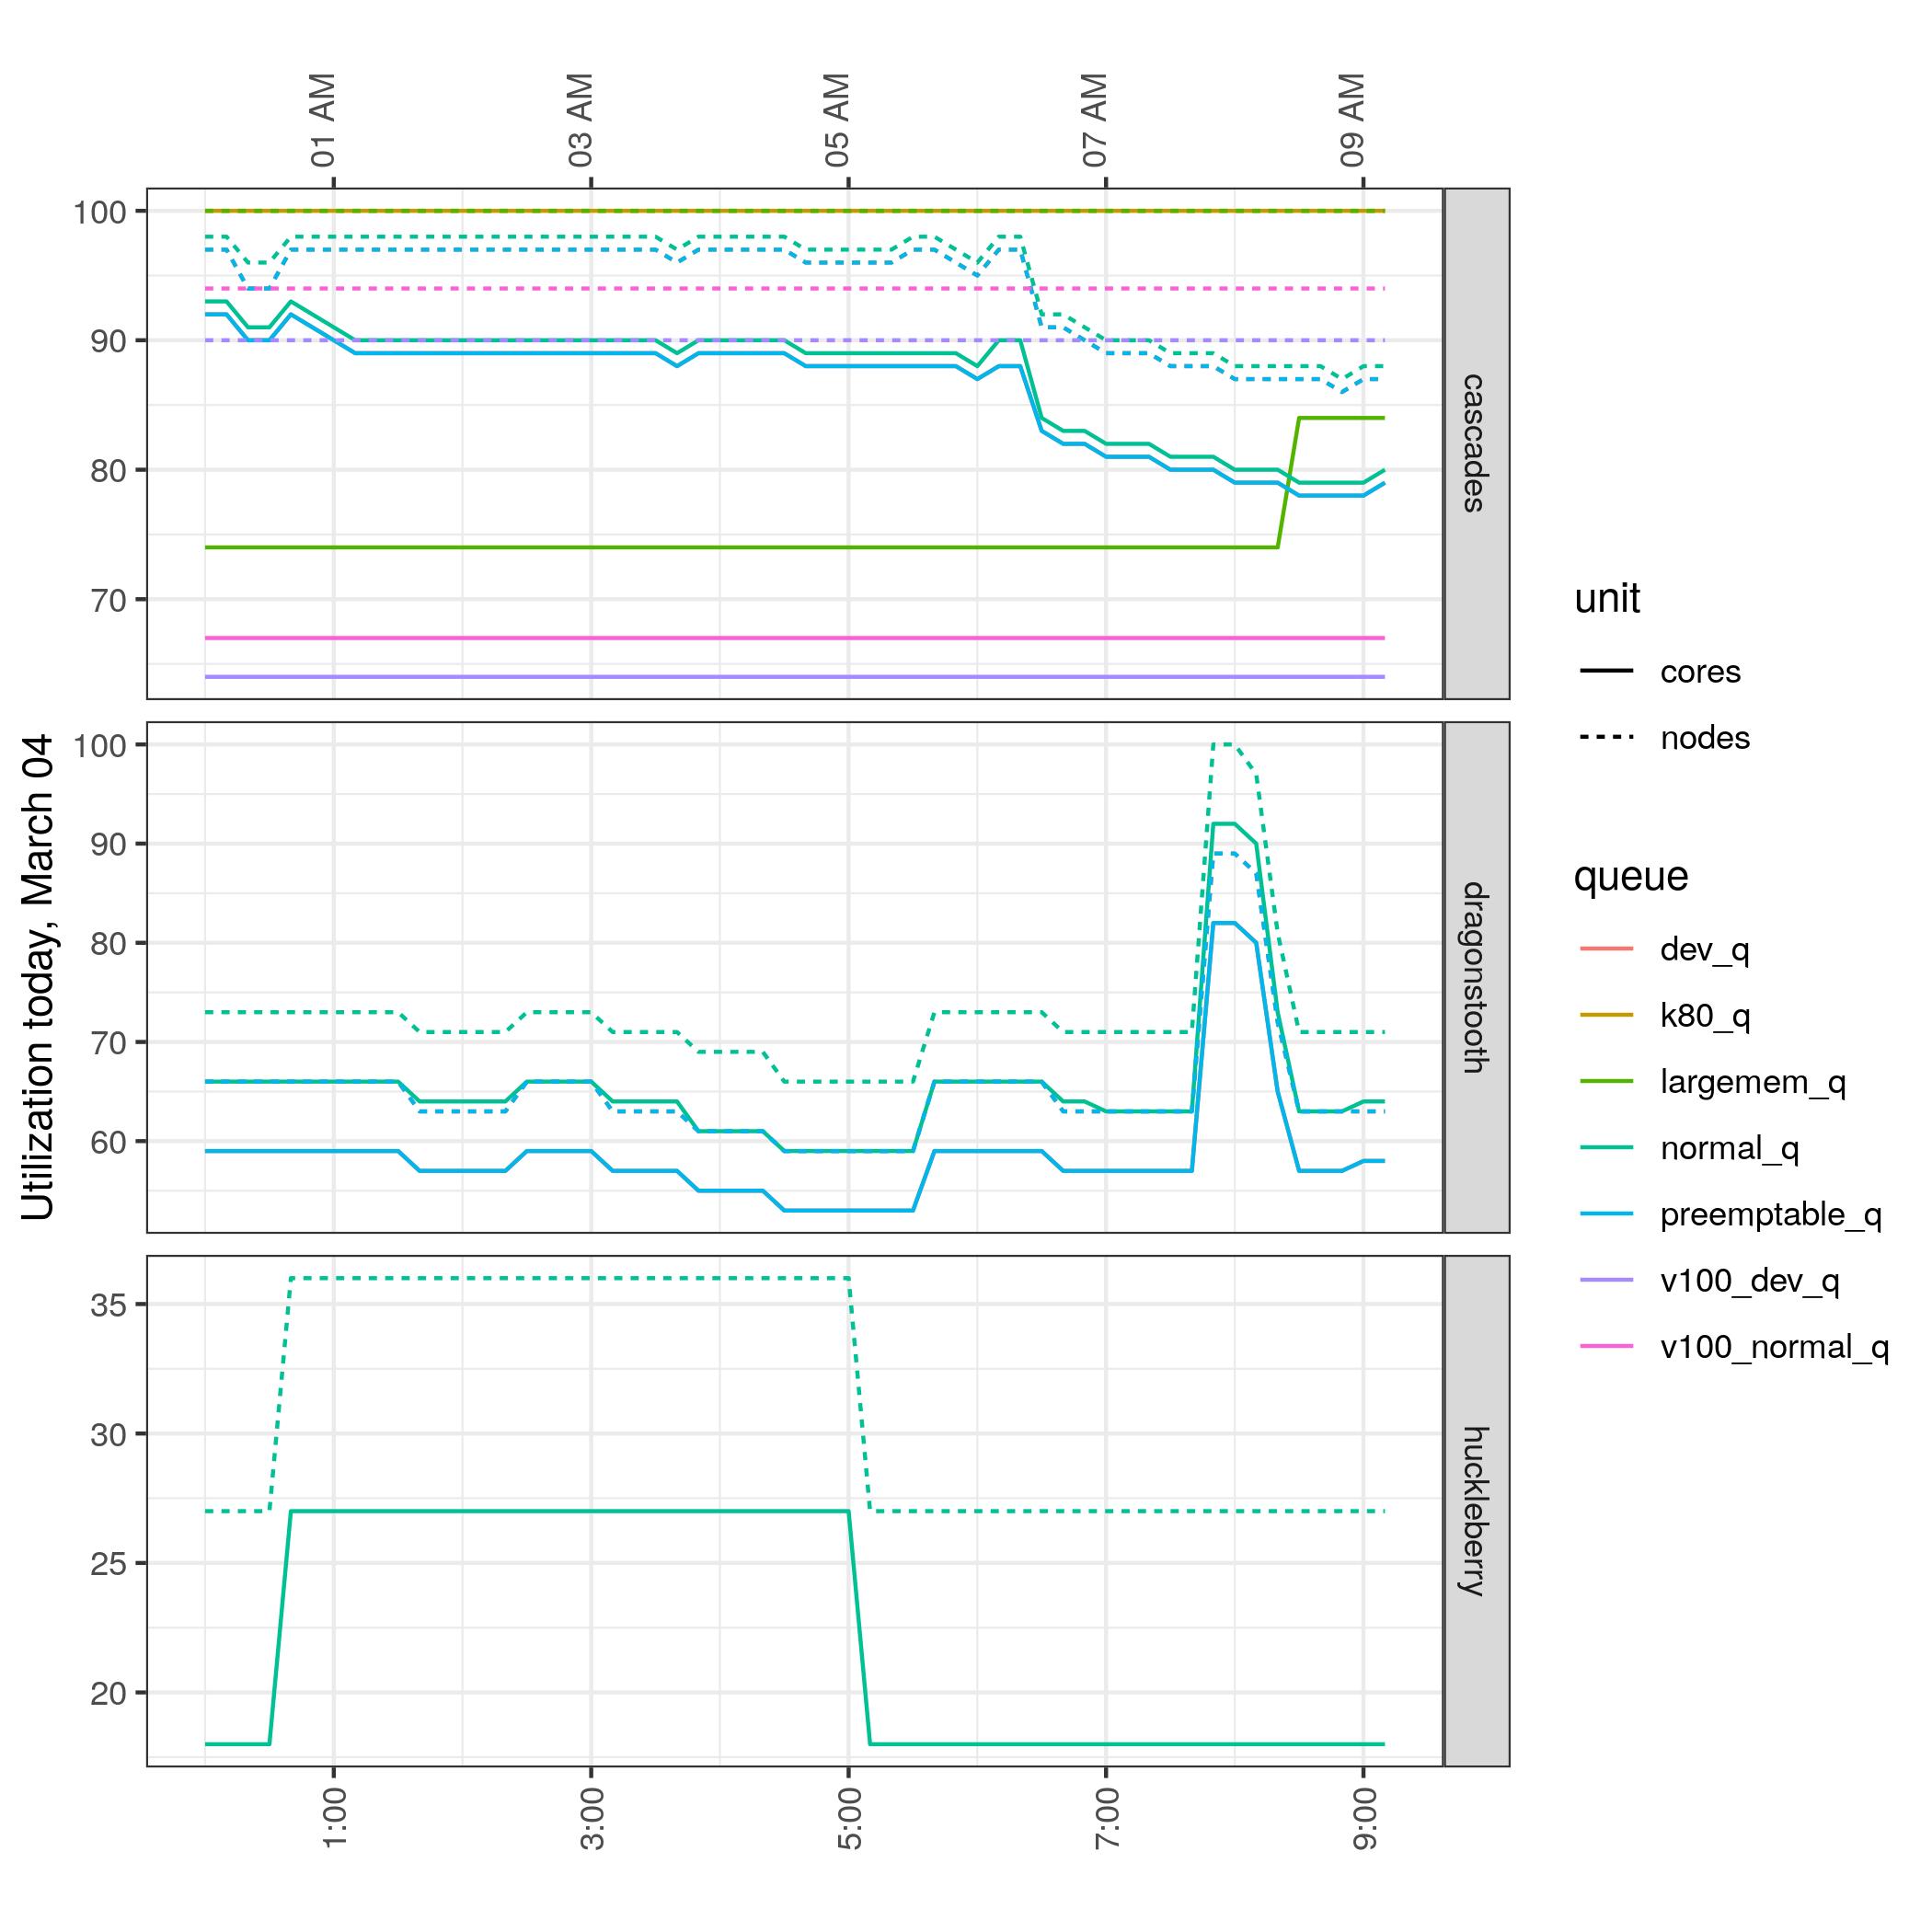 01 AM
03 AM
05 AM
07 AM
09 AM
Utilization today, March 04
100
90
80
70
cascades
100
90
80
70
60
dragonstooth
35
30
25
20
huckleberry
1:00
3:00
5:00
7:00
9:00
unit
cores
nodes
queue
dev_q
k80_q
largemem_q
normal_q
preemptable_q
v100_dev_q
v100_normal_q